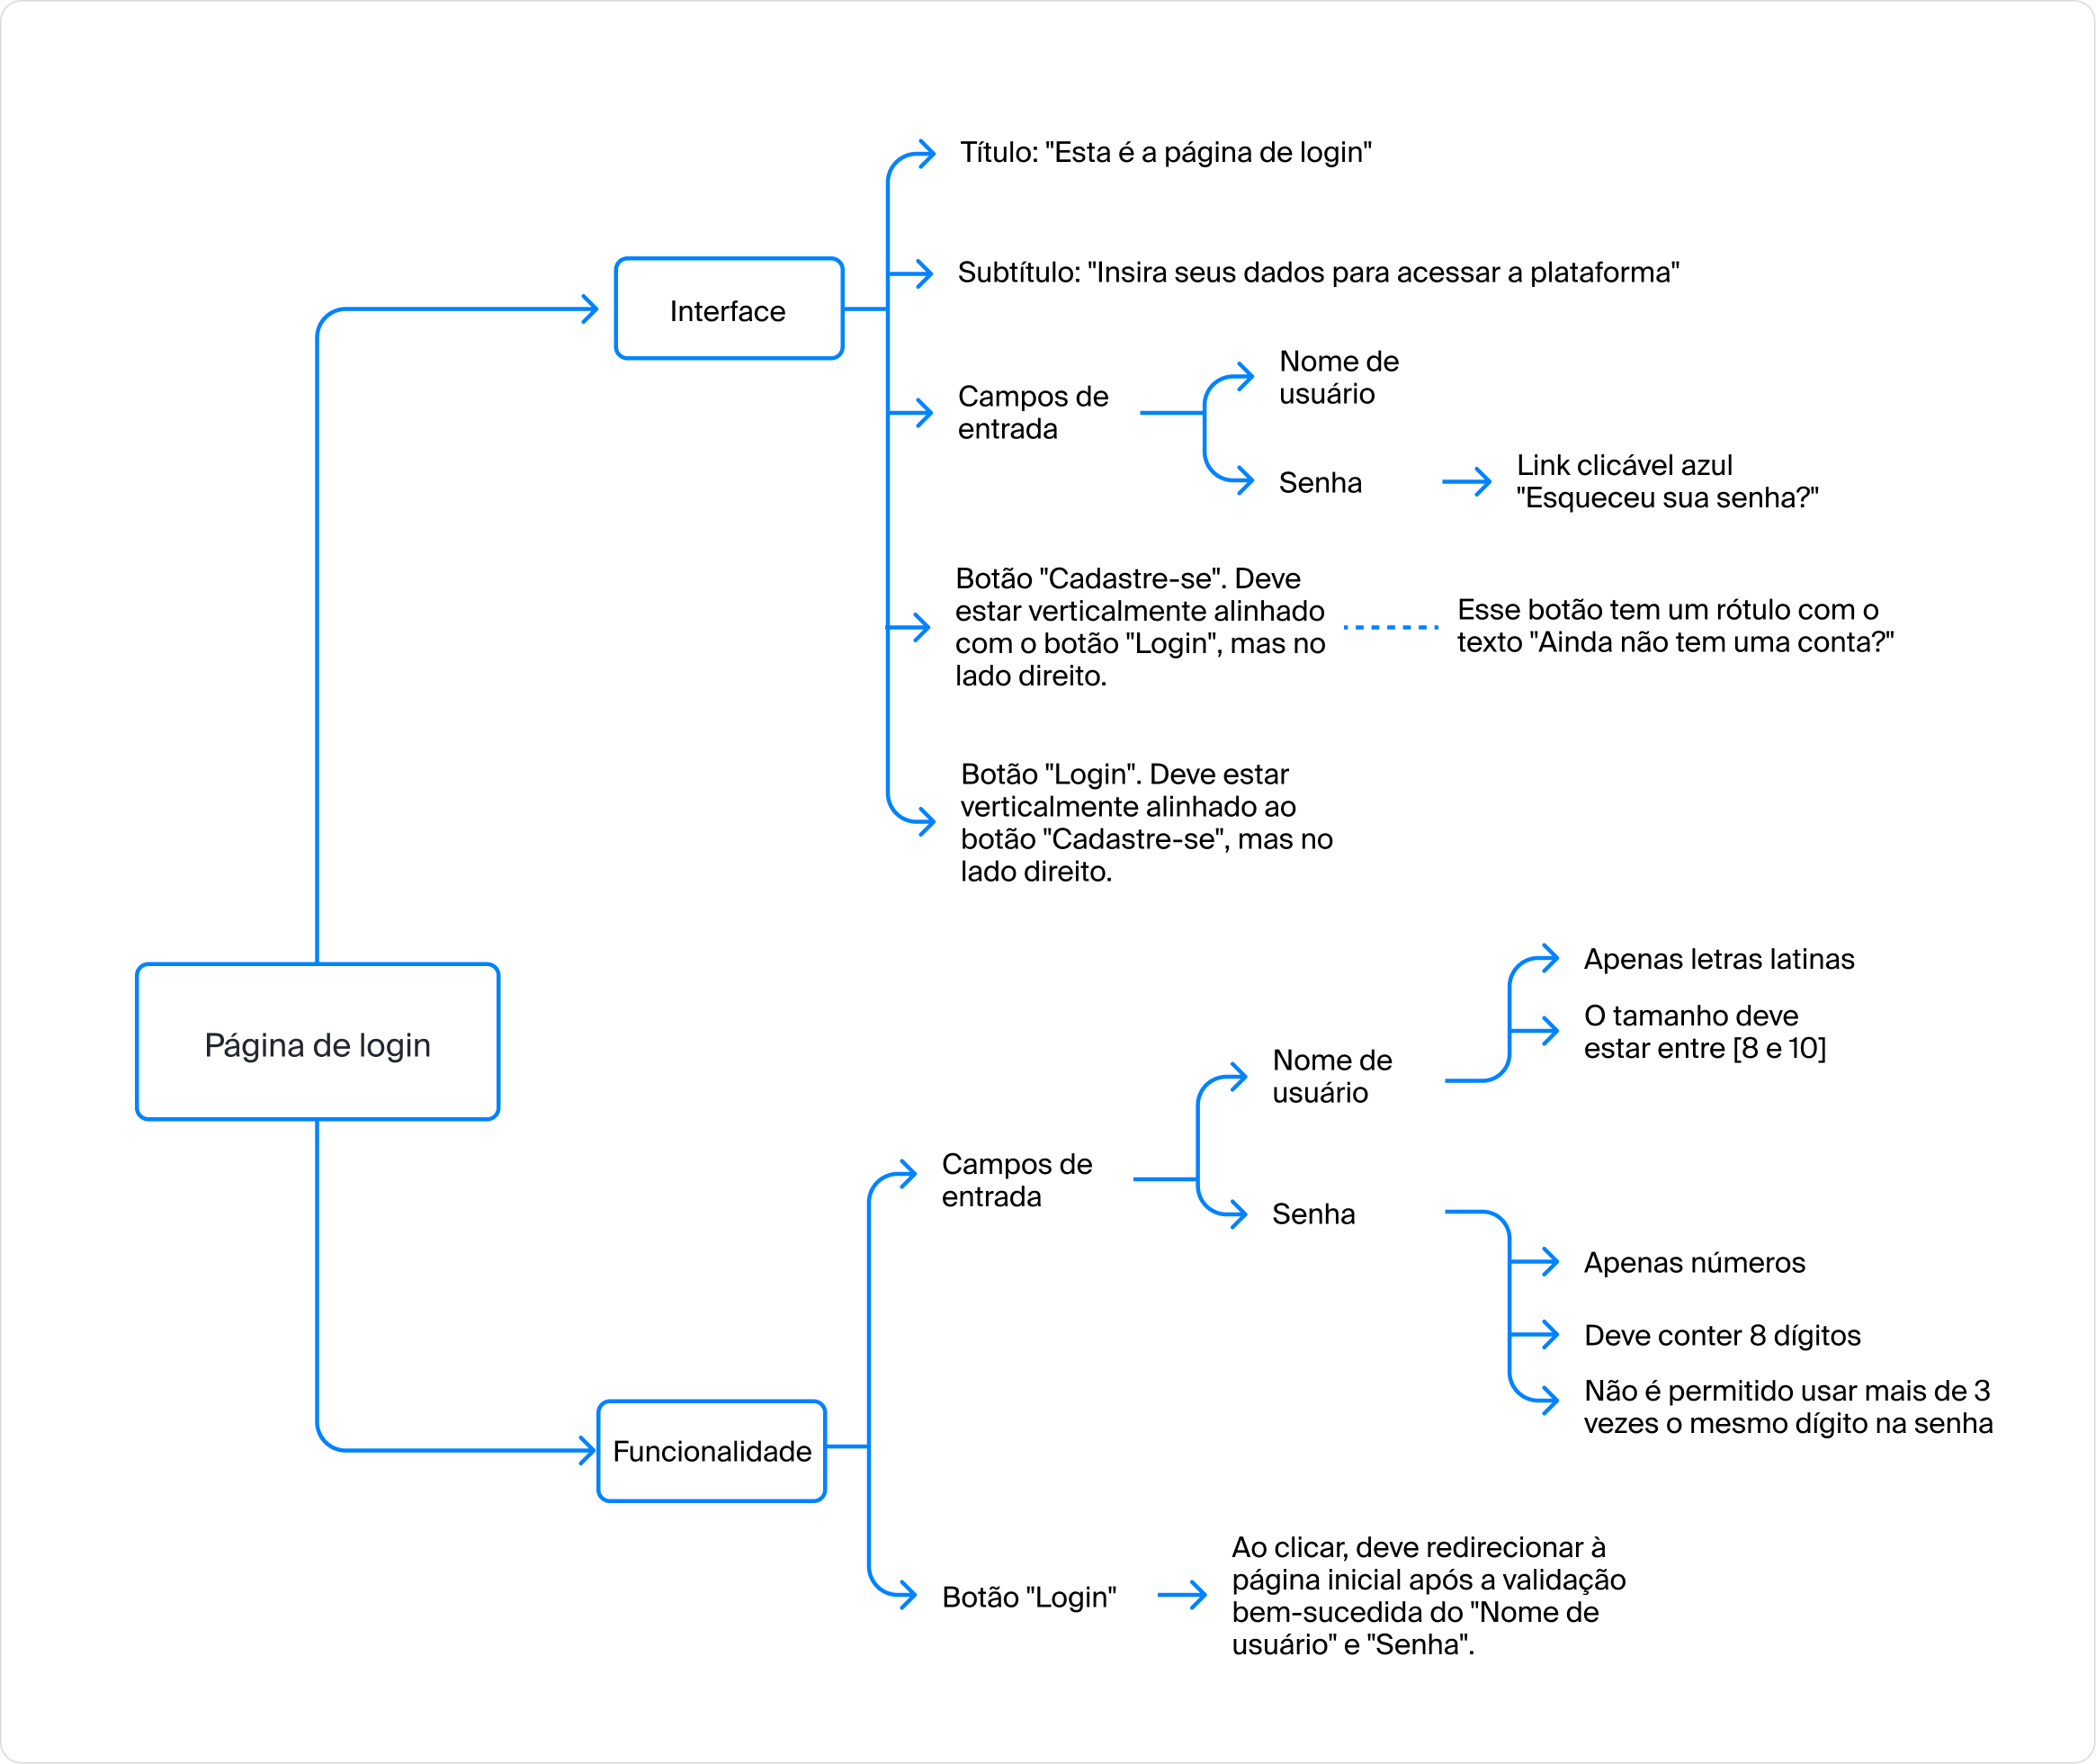 Título: "Esta é a página de login"
Subtítulo: "Insira seus dados para acessar a plataforma"
Interface
Nome de
usuário
Campos de
entrada
Senha
Link clicável azul
"Esqueceu sua senha?"
Botão "Cadastre-se". Deve
estar verticalmente alinhado
com o botão "Login", mas no
lado direito.
Esse botão tem um rótulo com o
texto "Ainda não tem uma conta?"
Botão "Login". Deve estar
verticalmente alinhado ao
botão "Cadastre-se", mas no
lado direito.
Página de login
Apenas letras latinas
O tamanho deve
estar entre [8 e 10]
Nome de
usuário
Campos de
entrada
Senha
Apenas números
Deve conter 8 dígitos
Não é permitido usar mais de 3
vezes o mesmo dígito na senha
Funcionalidade
Botão "Login"
Ao clicar, deve redirecionar à
página inicial após a validação
bem-sucedida do "Nome de
usuário" e "Senha".